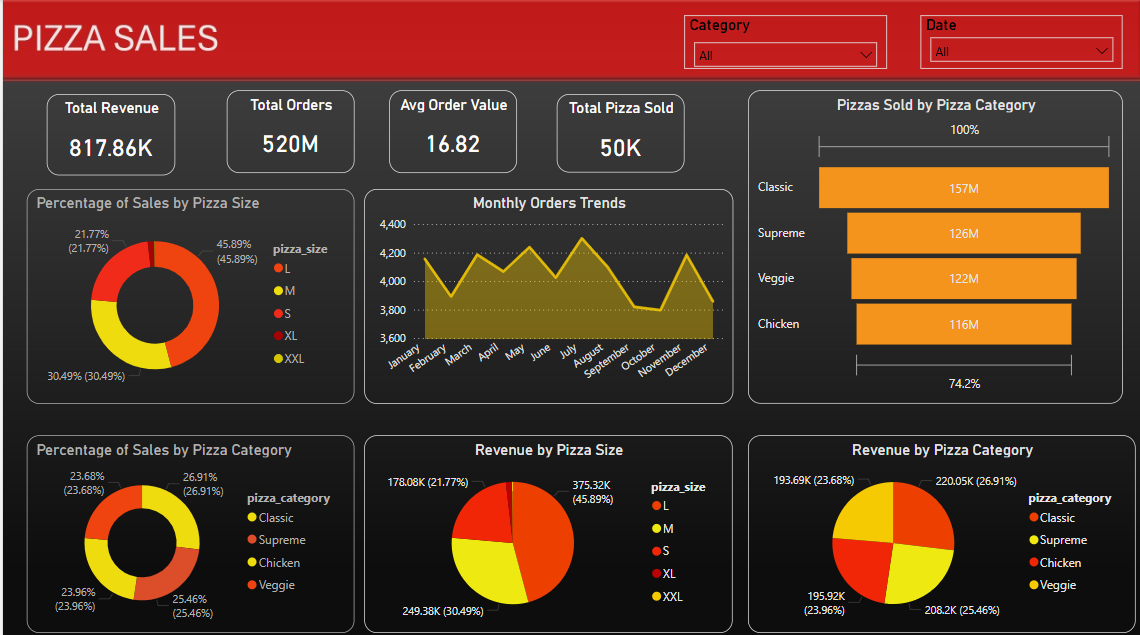 PIZZA SALES
Category
All
Date
All
Total Revenue
817.86K
Total Orders
520M
Avg Order Value
16.82
Total Pizza Sold
50K
Pizzas Sold by Pizza Category
100%
Classic
157M
Supreme
126M
Veggie
122M
Chicken
116M
74.2%
Percentage of Sales by Pizza Size
21.77%
(21.77%)
45.89%
(45.89%)
30.49% (30.49%)
pizza_size
L
M
S
XL
XXL
Monthly Orders Trends
4,400
4,200
4,000
3,800
3,600
January
February
March
April
May
June
July
August
September
October
November
December
Percentage of Sales by Pizza Category
23.68%
(23.68%)
26.91%
(26.91%)
23.96%
(23.96%)
25.46%
(25.46%)
pizza_category
Classic
Supreme
Chicken
Veggie
Revenue by Pizza Size
178.08K (21.77%)
375.32K
(45.89%)
249.38K (30.49%)
pizza_size
L
M
S
XL
XXL
Revenue by Pizza Category
193.69K (23.68%)
220.05K (26.91%)
195.92K
(23.96%)
208.2K (25.46%)
pizza_category
Classic
Supreme
Chicken
Veggie